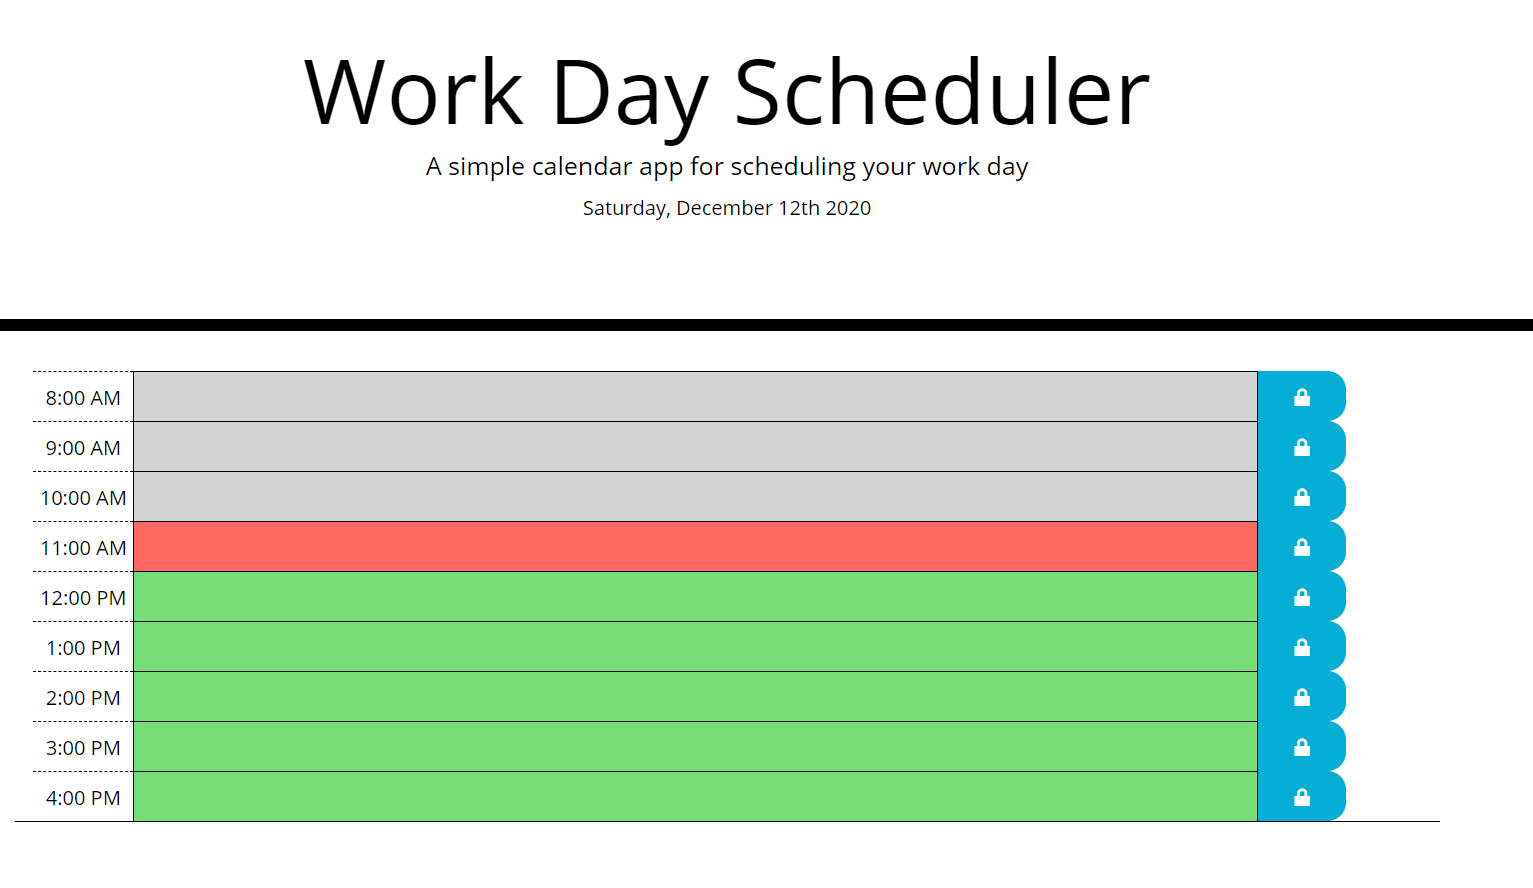 Work Day Scheduler
A simple calendar app for scheduling your work day
Saturday, December 12th 2020
8:00 AM
9:00 AM
10:00 AM
11:00 AM
12:00 PM
1:00 PM
2:00 PM
3:00 PM
4:00 PM